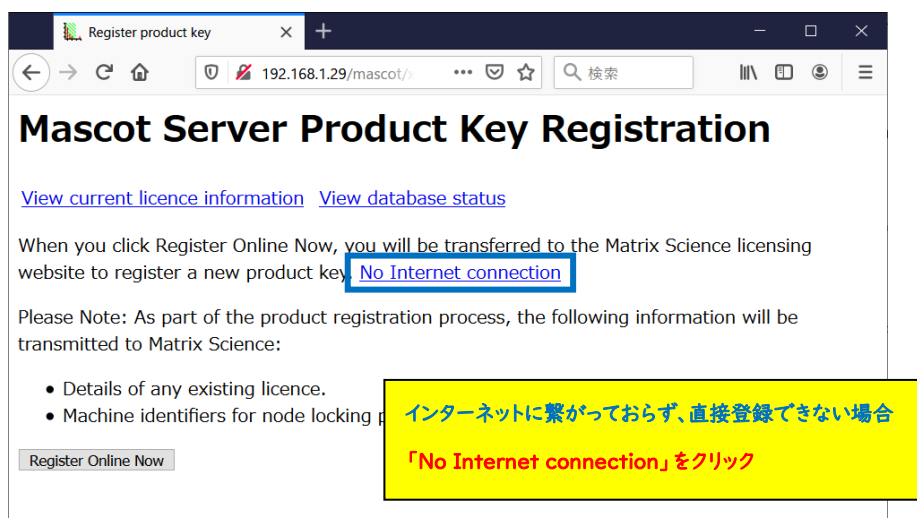 Register product key
192.168.1.29/mascot/
検索
Mascot Server Product Key Registration
View current licence information View database status
When you click Register Online Now, you will be transferred to the Matrix Science licensing
website to register a new product key. No Internet connection
Please Note: As part of the product registration process, the following information will be
transmitted to Matrix Science:
• Details of any existing licence.
• Machine identifiers for node locking
インターネットに繋がっておらず、直接登録できない場合
「No Internet connection」をクリック
Register Online Now